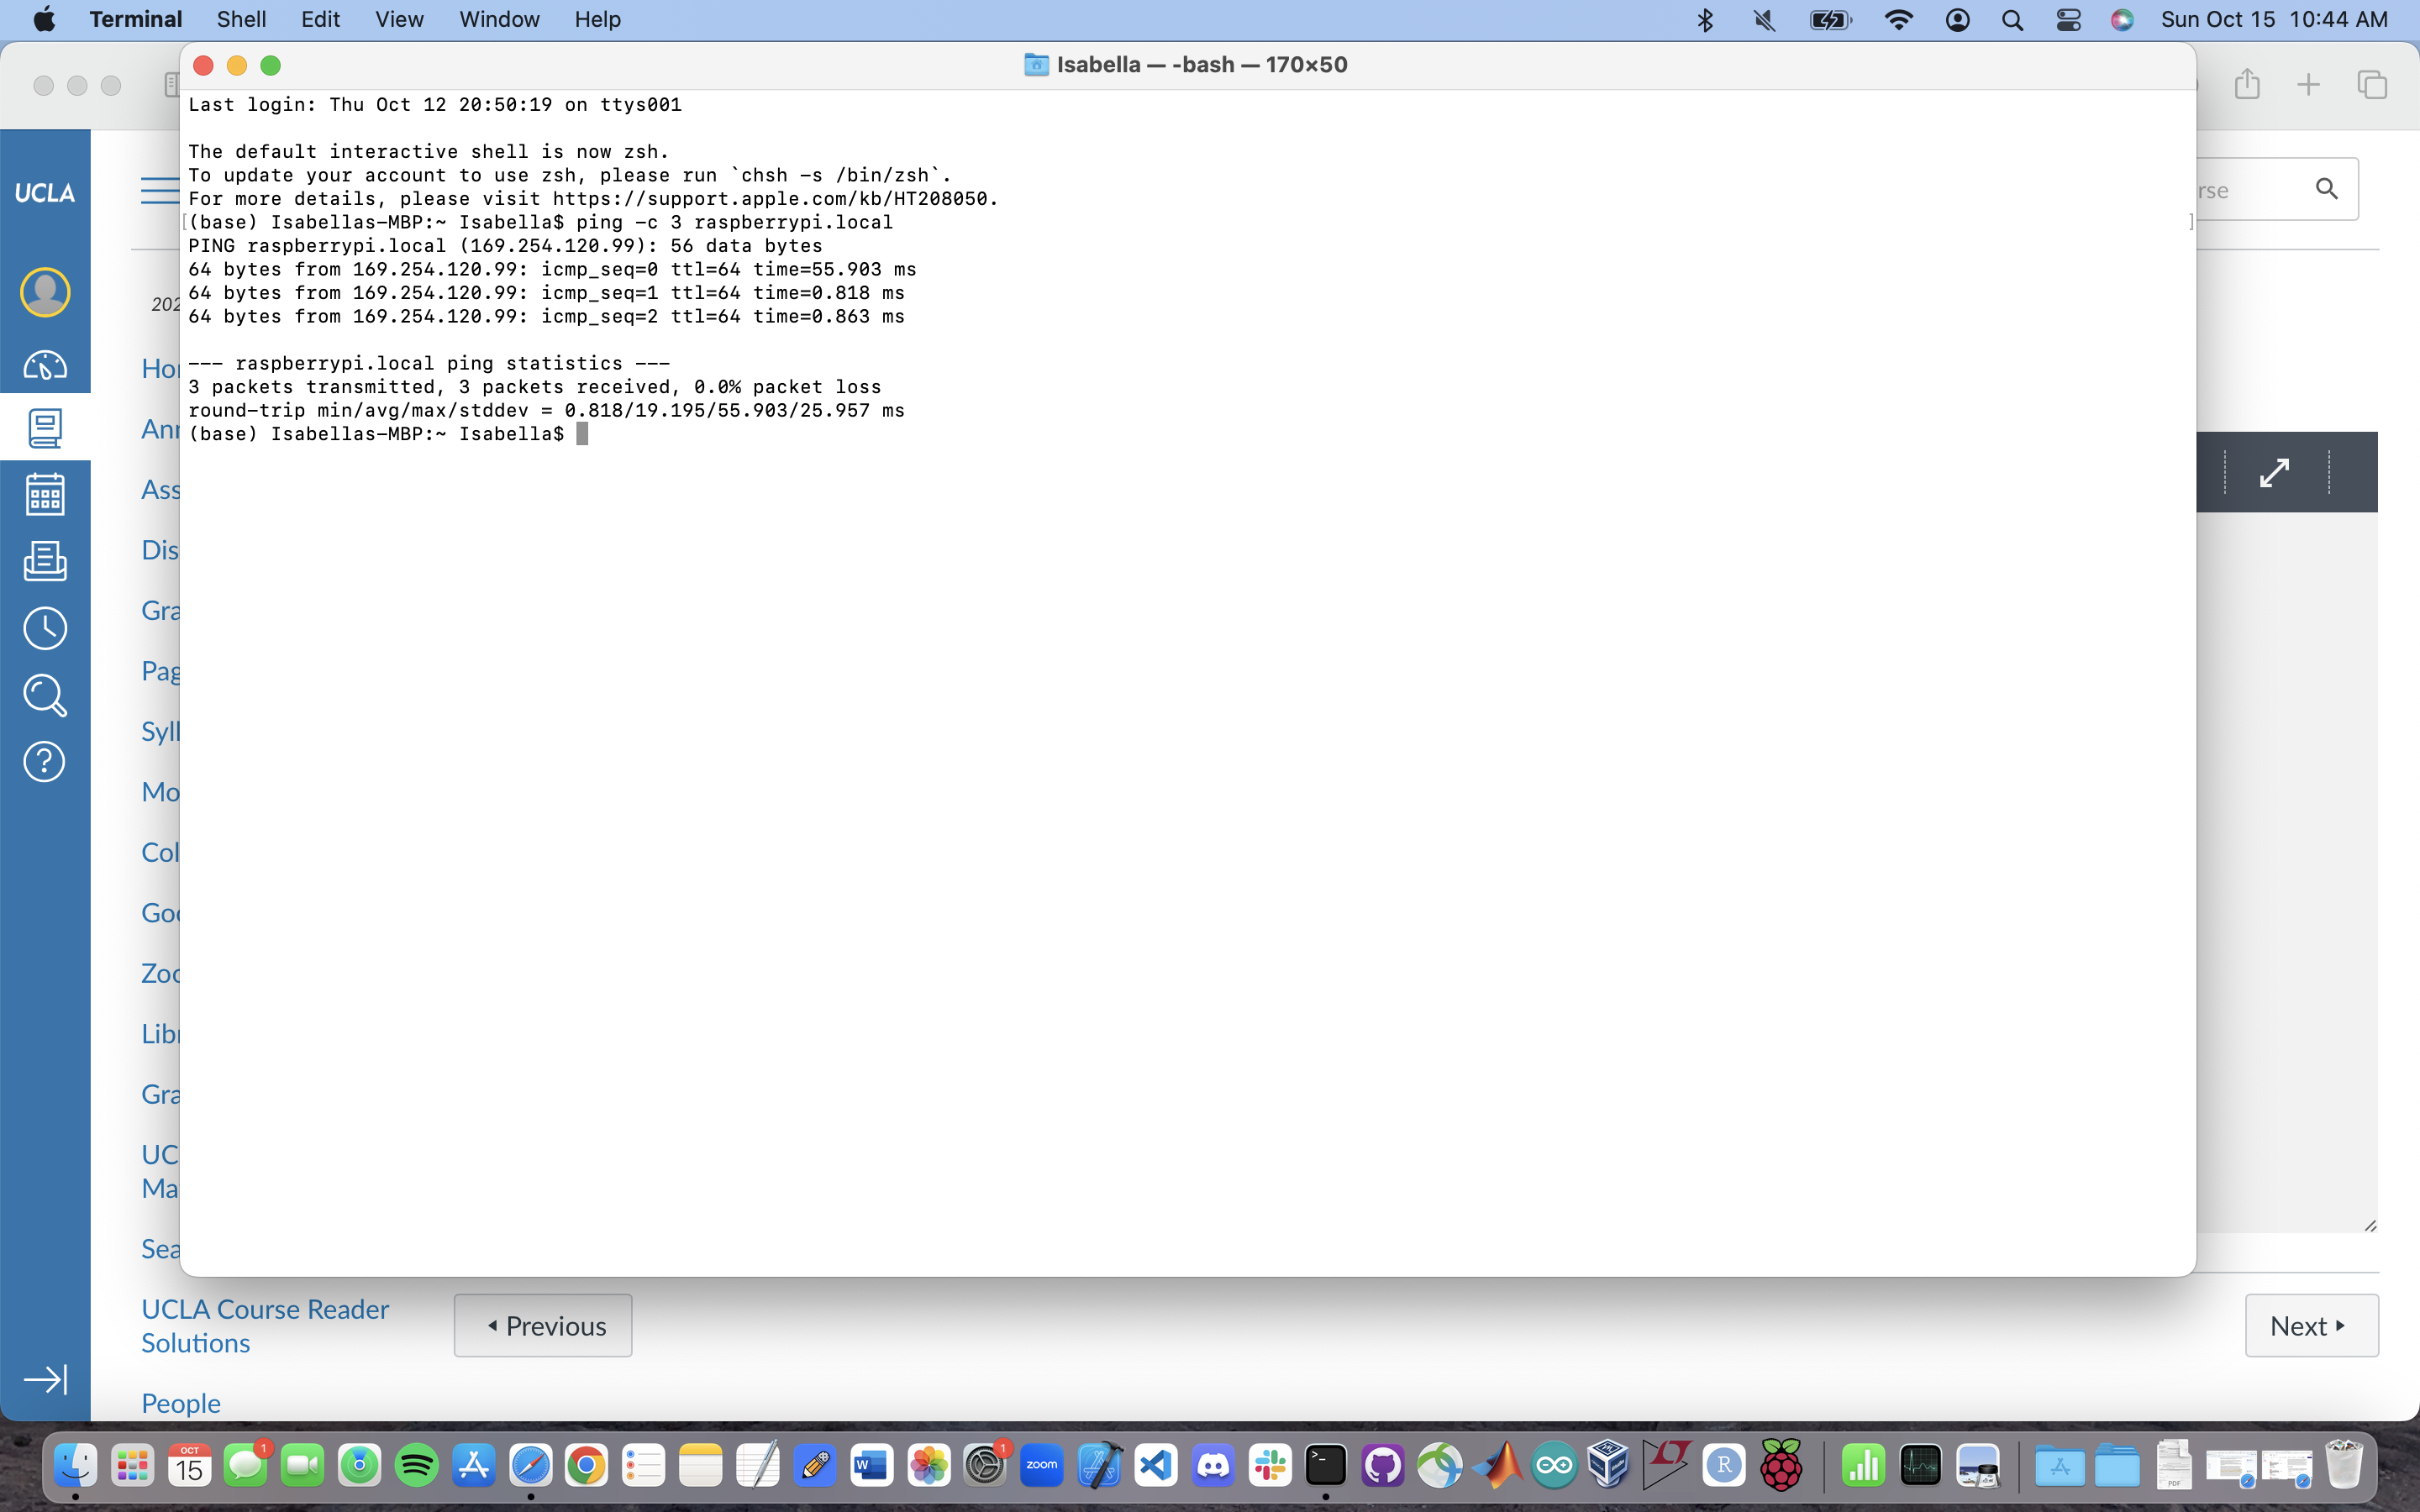 Terminal Shell Edit View Window Help Sun Oct 15 10:44 AM
Isabella — -bash — 170×50
Last login: Thu Oct 12 20:50:19 on ttys001
The default interactive shell is now zsh.
To update your account to use zsh, please run `chsh -s /bin/zsh`.
For more details, please visit https://support.apple.com/kb/HT208050.
[(base) Isabellas-MBP:~ Isabella$ ping -c 3 raspberrypi.local ]
PING raspberrypi.local (169.254.120.99): 56 data bytes
64 bytes from 169.254.120.99: icmp_seq=0 ttl=64 time=55.903 ms
64 bytes from 169.254.120.99: icmp_seq=1 ttl=64 time=0.818 ms
64 bytes from 169.254.120.99: icmp_seq=2 ttl=64 time=0.863 ms
--- raspberrypi.local ping statistics ---
3 packets transmitted, 3 packets received, 0.0% packet loss
round-trip min/avg/max/stddev = 0.818/19.195/55.903/25.957 ms
(base) Isabellas-MBP:~ Isabella$
UCLA
rse
202
Hor
Anr
Ass
Dis
Gra
Pag
Syll
Mo
Col
Goo
Zoo
Libr
Gra
UC
Ma
Sea
UCLA Course Reader
Solutions
People
Previous
Next
OCT
15
1
W
1
zoom
R
PDF